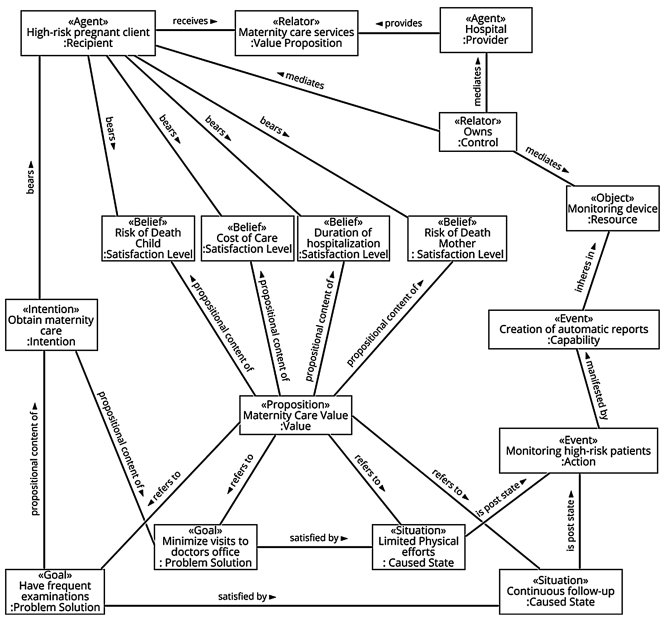 «Agent»
High-risk pregnant client
:Recipient
receives ►
«Relator»
Maternity care services
:Value Proposition
◄ provides
«Agent»
Hospital
:Provider
◄ mediates
mediates ►
«Relator»
Owns
:Control
mediates ►
«Object»
Monitoring device
:Resource
bears ►
bears ►
bears ►
bears ►
bears ►
«Belief»
Risk of Death
Child
:Satisfaction Level
«Belief»
Cost of Care
:Satisfaction Level
«Belief»
Duration of
hospitalization
:Satisfaction Level
«Belief»
Risk of Death
Mother
: Satisfaction Level
inheres in ►
«Intention»
Obtain maternity
care
:Intention
◄ propositional content of
◄ propositional content of
propositional content of ►
propositional content of ►
«Event»
Creation of automatic reports
:Capability
◄ manifested by
«Proposition»
Maternity Care Value
:Value
«Event»
Monitoring high-risk patients
:Action
propositional content of ►
propositional content of ►
◄ refers to
◄ refers to
refers to ►
refers to ►
is post state ►
is post state ►
«Goal»
Minimize visits to
doctors office
: Problem Solution
satisfied by ►
«Situation»
Limited Physical
efforts
: Caused State
«Goal»
Have frequent
examinations
:Problem Solution
satisfied by ►
«Situation»
Continuous follow-up
:Caused State